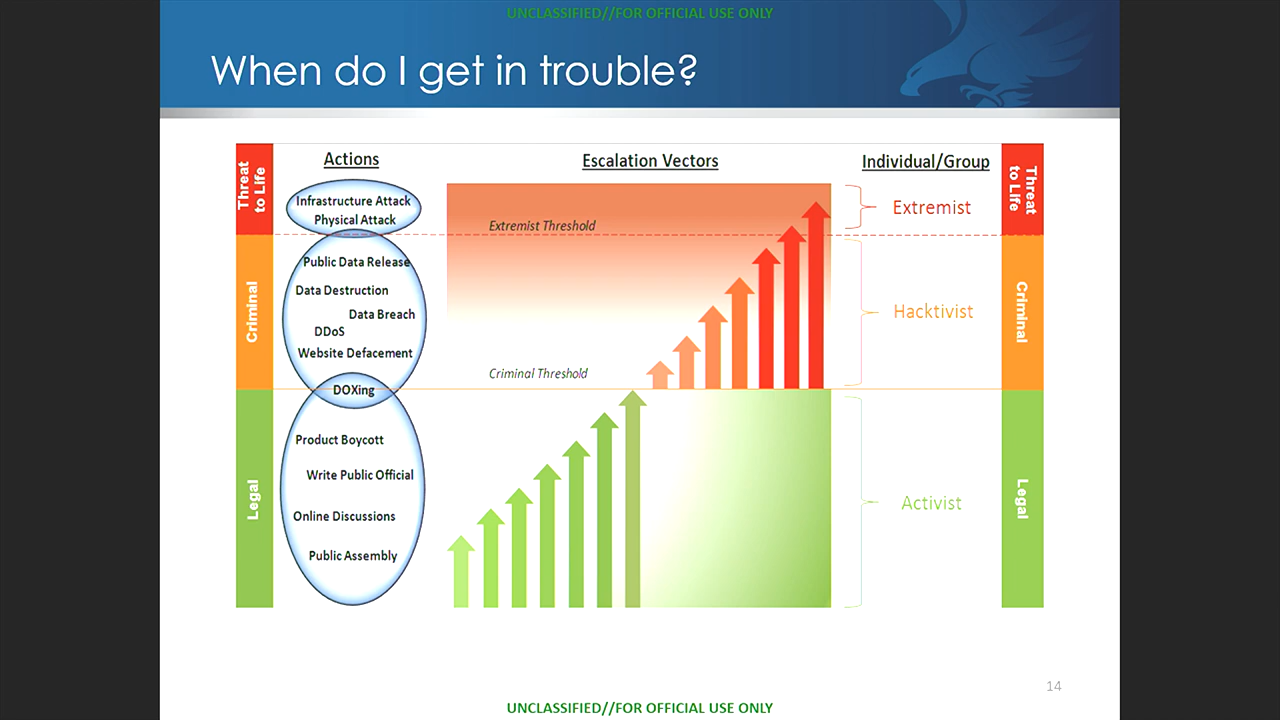 UNCLASSIFIED//FOR OFFICIAL USE ONLY
When do I get in trouble?
Actions
Escalation Vectors
Individual/Group
Threat
to Life
Infrastructure Attack
Physical Attack
Extremist Threshold
Extremist
Threat
to Life
Criminal
Public Data Release
Data Destruction
Data Breach
DDoS
Website Defacement
Criminal Threshold
Hacktivist
Criminal
DOXing
Legal
Product Boycott
Write Public Official
Online Discussions
Public Assembly
Activist
Legal
14
UNCLASSIFIED//FOR OFFICIAL USE ONLY